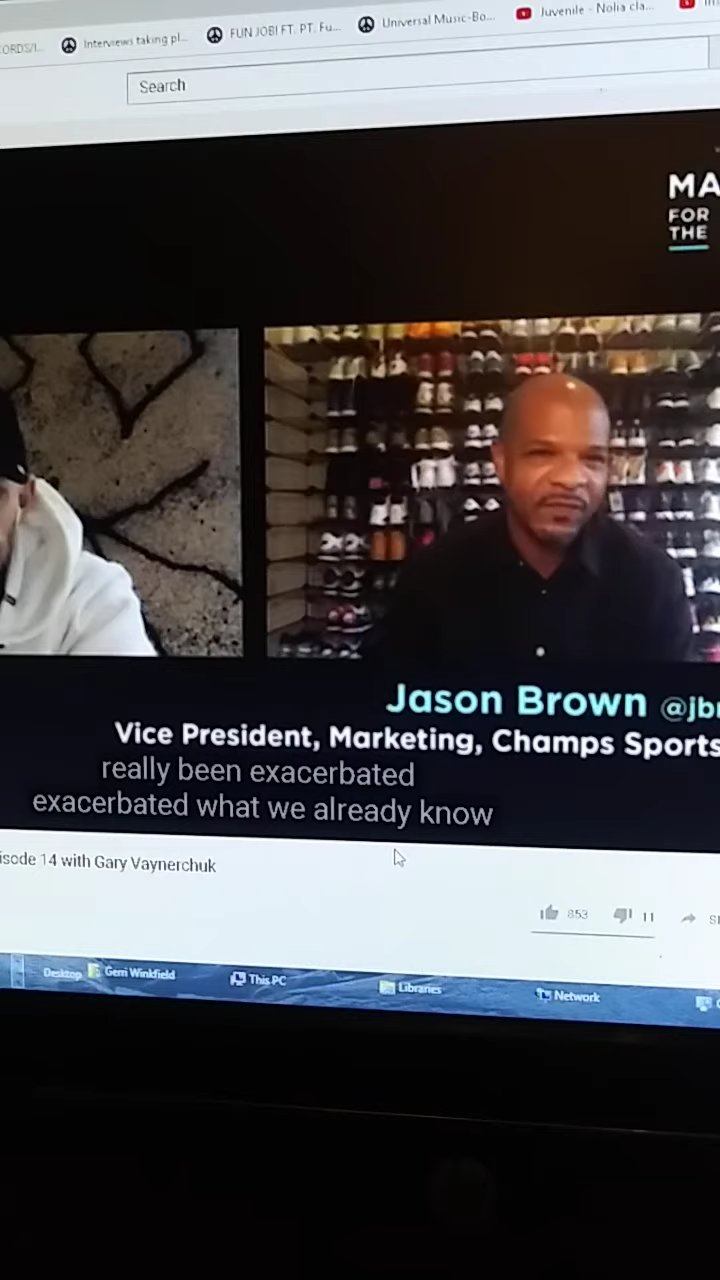 Interviews taking pl...
FUN JOB! FT. PT. Fu...
Universal Music-Bo...
Juvenile - Nolia cla...
Search
MA
FOR
THE
Jason Brown @jb
Vice President, Marketing, Champs Sports
really been exacerbated
exacerbated what we already know
isode 14 with Gary Vaynerchuk
853
11
Desktop
Gerri Winkfield
This PC
Libraries
Network